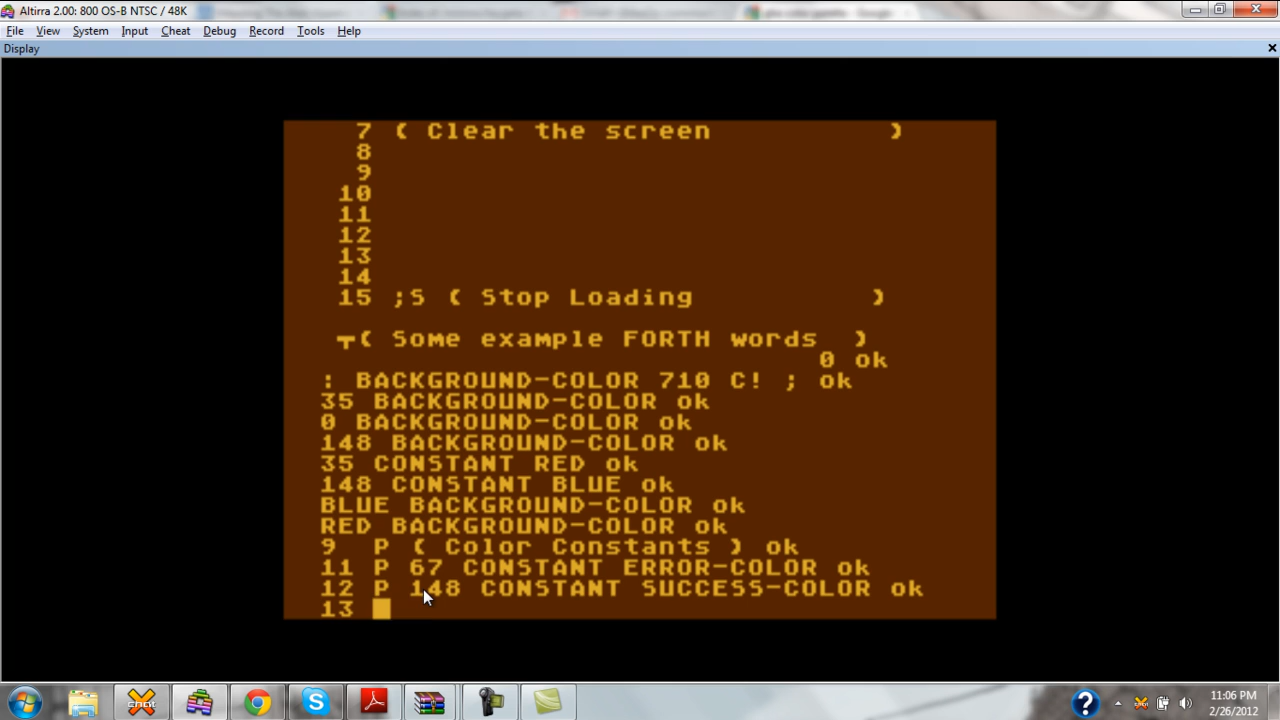 Altirra 2.00: 800 OS-B NTSC / 48K
File View System Input Cheat Debug Record Tools Help
Display
7 ( Clear the screen )
8
9
10
11
12
13
14
15 ;S ( Stop Loading )
( Some example FORTH words )
0 ok
: BACKGROUND-COLOR 710 C! ; ok
35 BACKGROUND-COLOR ok
0 BACKGROUND-COLOR ok
148 BACKGROUND-COLOR ok
35 CONSTANT RED ok
148 CONSTANT BLUE ok
BLUE BACKGROUND-COLOR ok
RED BACKGROUND-COLOR ok
9 P ( Color Constants ) ok
11 P 67 CONSTANT ERROR-COLOR ok
12 P 148 CONSTANT SUCCESS-COLOR ok
13
11:06 PM
2/26/2012